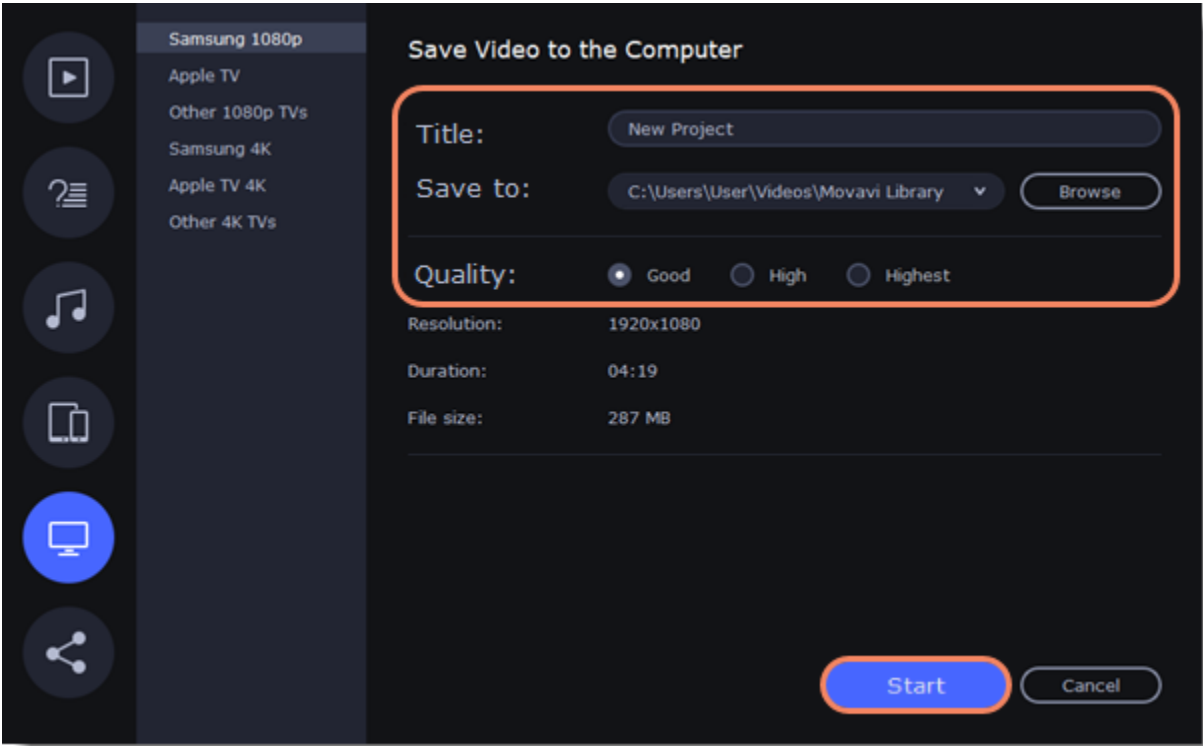 Samsung 1080p
Apple TV
Other 1080p TVs
Samsung 4K
Apple TV 4K
Other 4K TVs
Save Video to the Computer
Title: New Project
Save to: C:\Users\User\Videos\Movavi Library Browse
Quality: Good High Highest
Resolution: 1920x1080
Duration: 04:19
File size: 287 MB
Start Cancel